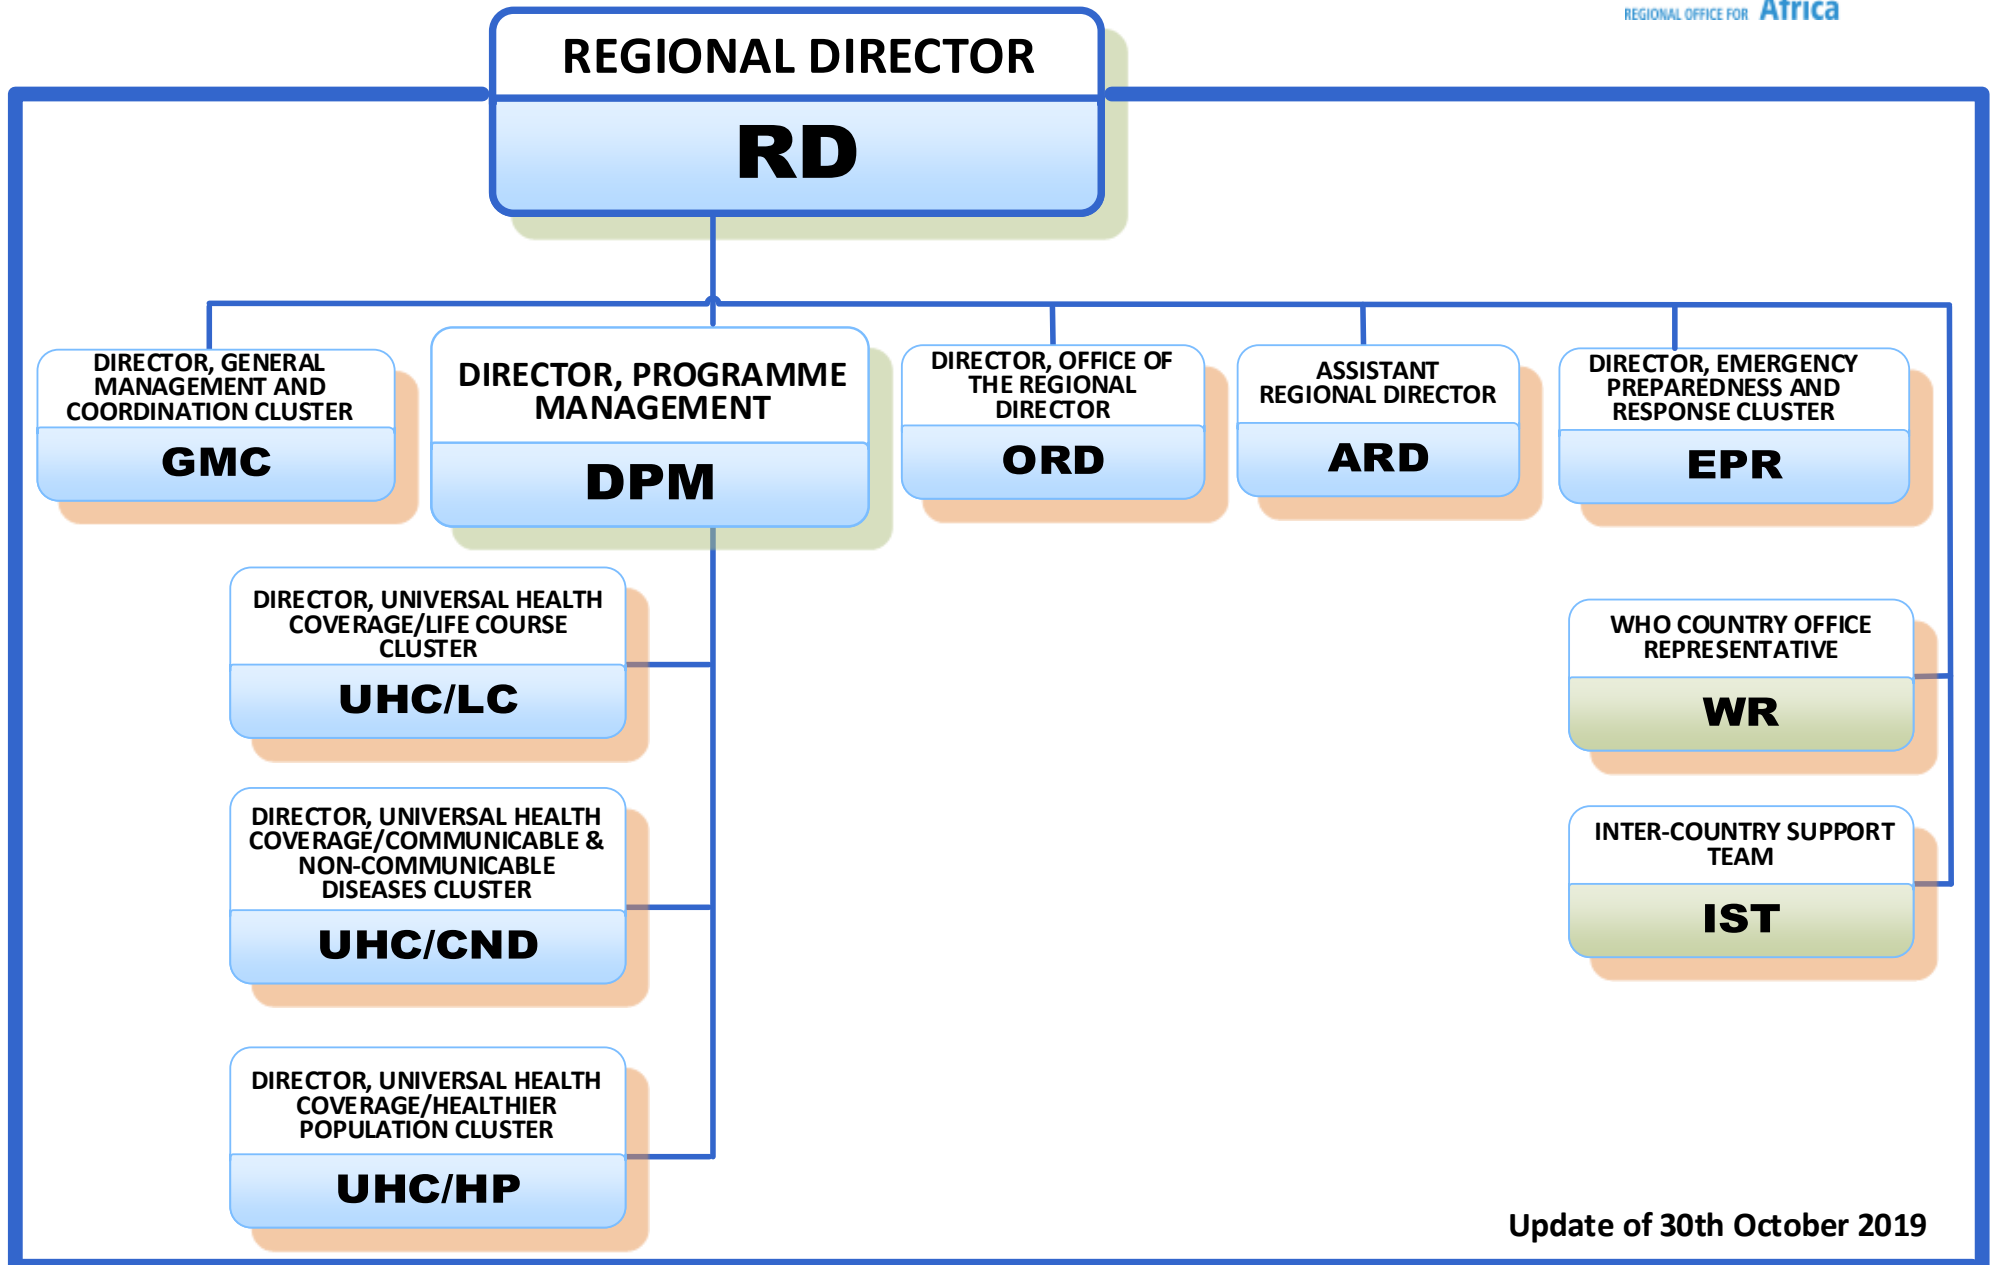 REGIONAL OFFICE FOR Africa
REGIONAL DIRECTOR
RD
DIRECTOR, GENERAL
MANAGEMENT AND
COORDINATION CLUSTER
GMC
DIRECTOR, PROGRAMME
MANAGEMENT
DPM
DIRECTOR, OFFICE OF
THE REGIONAL
DIRECTOR
ORD
ASSISTANT
REGIONAL DIRECTOR
ARD
DIRECTOR, EMERGENCY
PREPAREDNESS AND
RESPONSE CLUSTER
EPR
DIRECTOR, UNIVERSAL HEALTH
COVERAGE/LIFE COURSE
CLUSTER
UHC/LC
WHO COUNTRY OFFICE
REPRESENTATIVE
WR
DIRECTOR, UNIVERSAL HEALTH
COVERAGE/COMMUNICABLE &
NON-COMMUNICABLE
DISEASES CLUSTER
UHC/CND
INTER-COUNTRY SUPPORT
TEAM
IST
DIRECTOR, UNIVERSAL HEALTH
COVERAGE/HEALTHIER
POPULATION CLUSTER
UHC/HP
Update of 30th October 2019